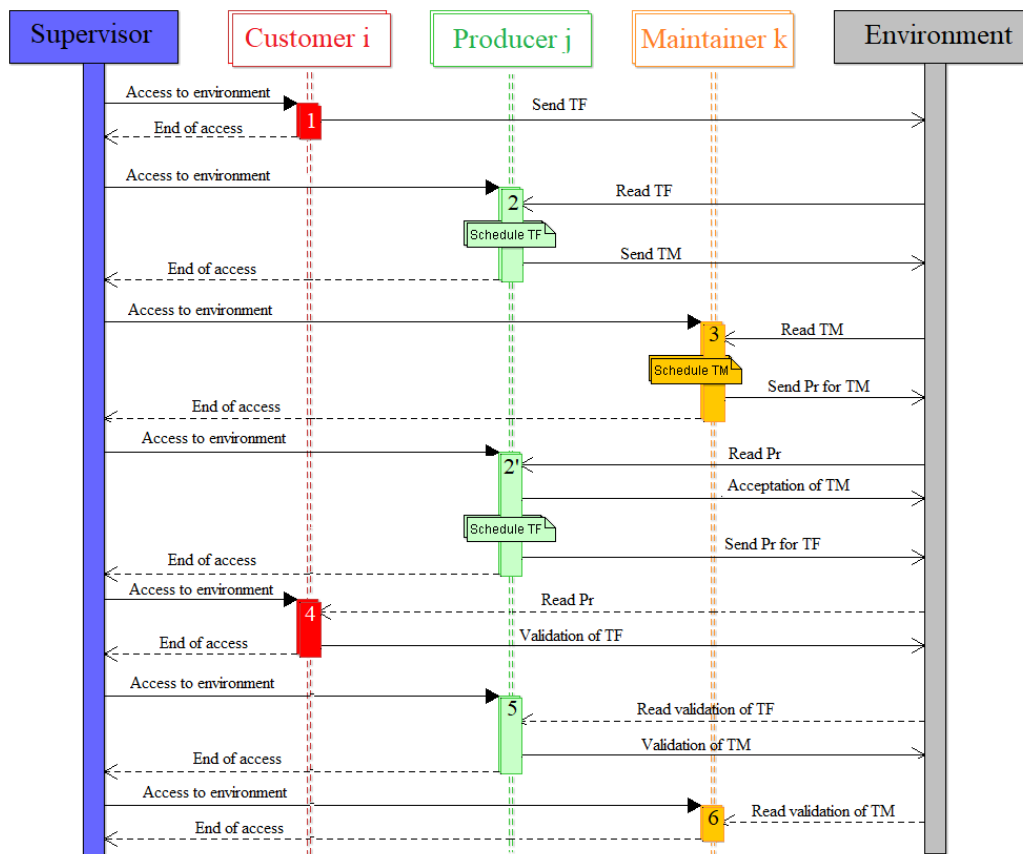 Supervisor
Customer i
Producer j
Maintainer k
Environment
Access to environment
1
Send TF
End of access
Access to environment
2
Read TF
Schedule TF
Send TM
End of access
Access to environment
3
Read TM
Schedule TM
Send Pr for TM
End of access
Access to environment
2'
Read Pr
Acceptation of TM
Schedule TF
Send Pr for TF
End of access
Access to environment
4
Read Pr
Validation of TF
End of access
Access to environment
5
Read validation of TF
Validation of TM
End of access
Access to environment
6
Read validation of TM
End of access